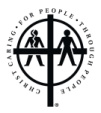 CHRIST CARING • FOR PEOPLE • THROUGH PEOPLE
®